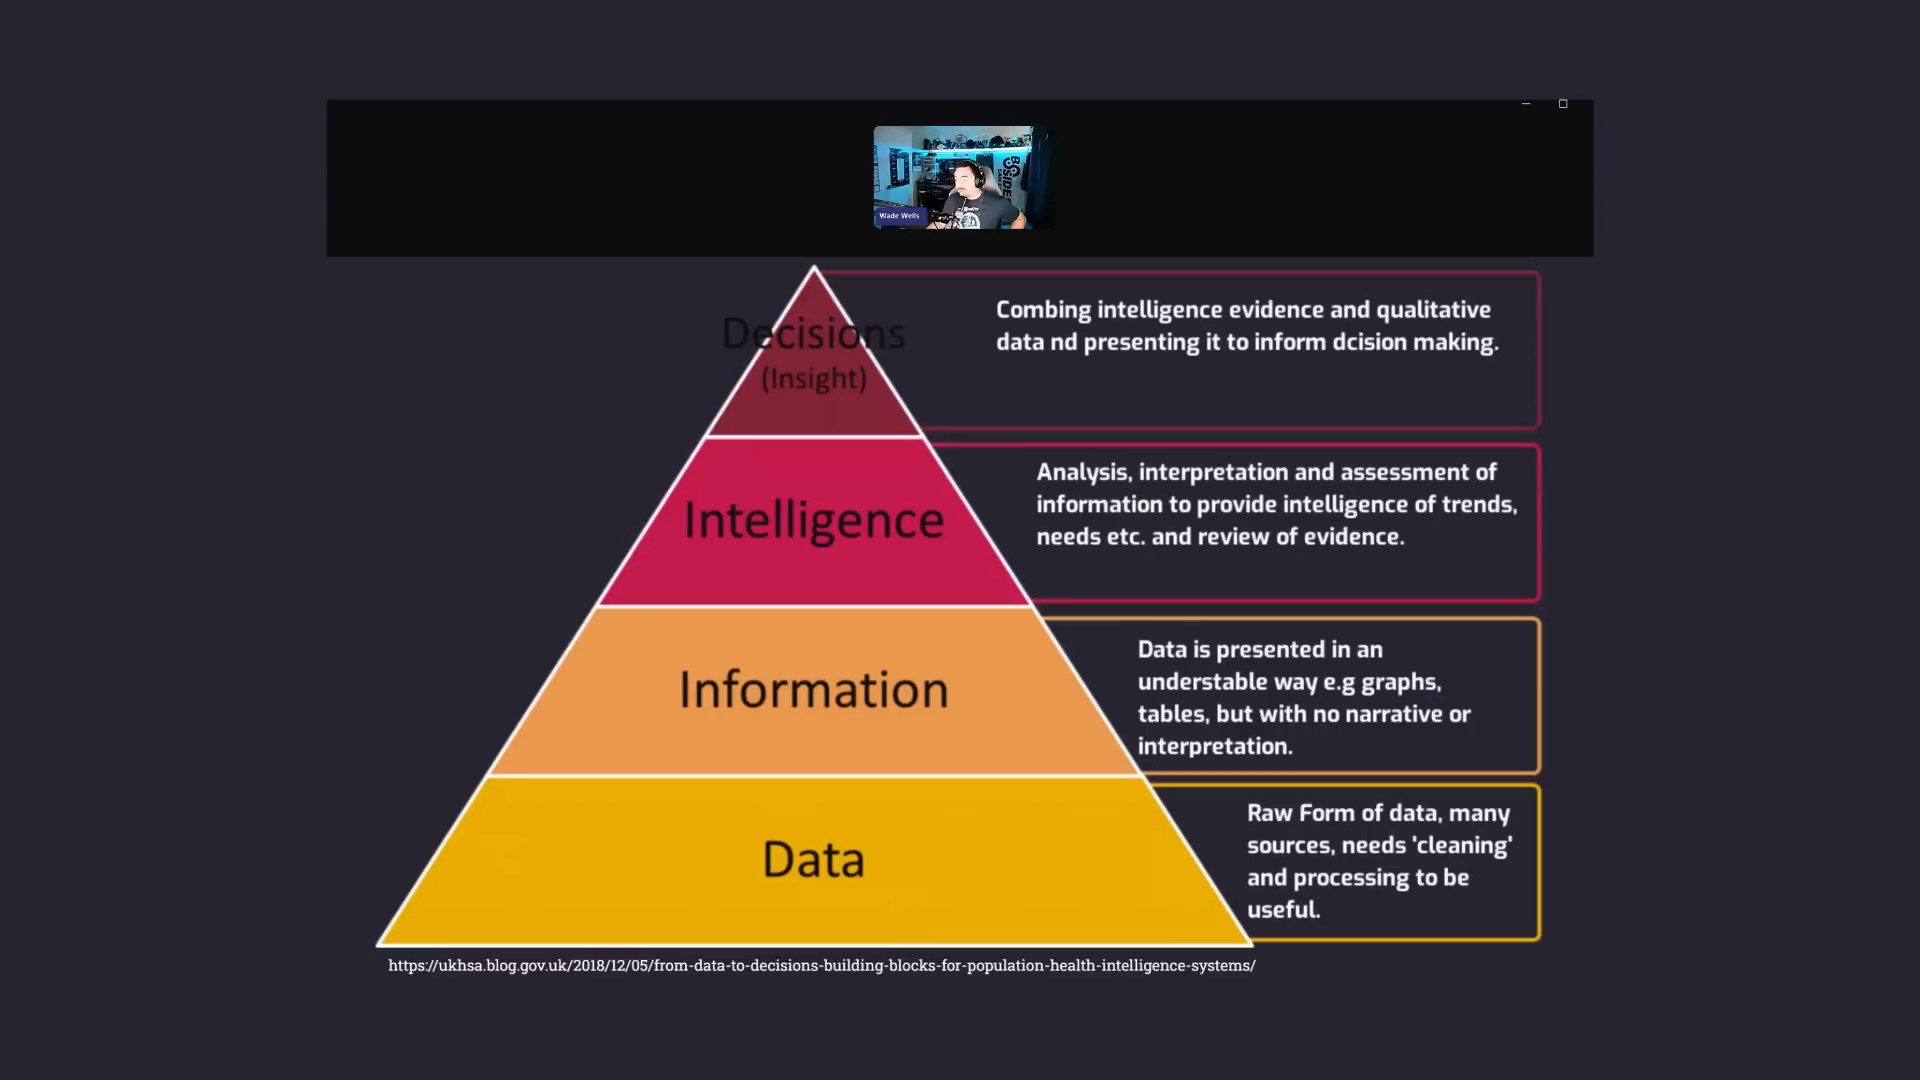 Wade Wells
Decisions
(Insight)
Combing intelligence evidence and qualitative
data nd presenting it to inform dcision making.
Intelligence
Analysis, interpretation and assessment of
information to provide intelligence of trends,
needs etc. and review of evidence.
Information
Data is presented in an
understable way e.g graphs,
tables, but with no narrative or
interpretation.
Data
Raw Form of data, many
sources, needs 'cleaning'
and processing to be
useful.
https://ukhsa.blog.gov.uk/2018/12/05/from-data-to-decisions-building-blocks-for-population-health-intelligence-systems/